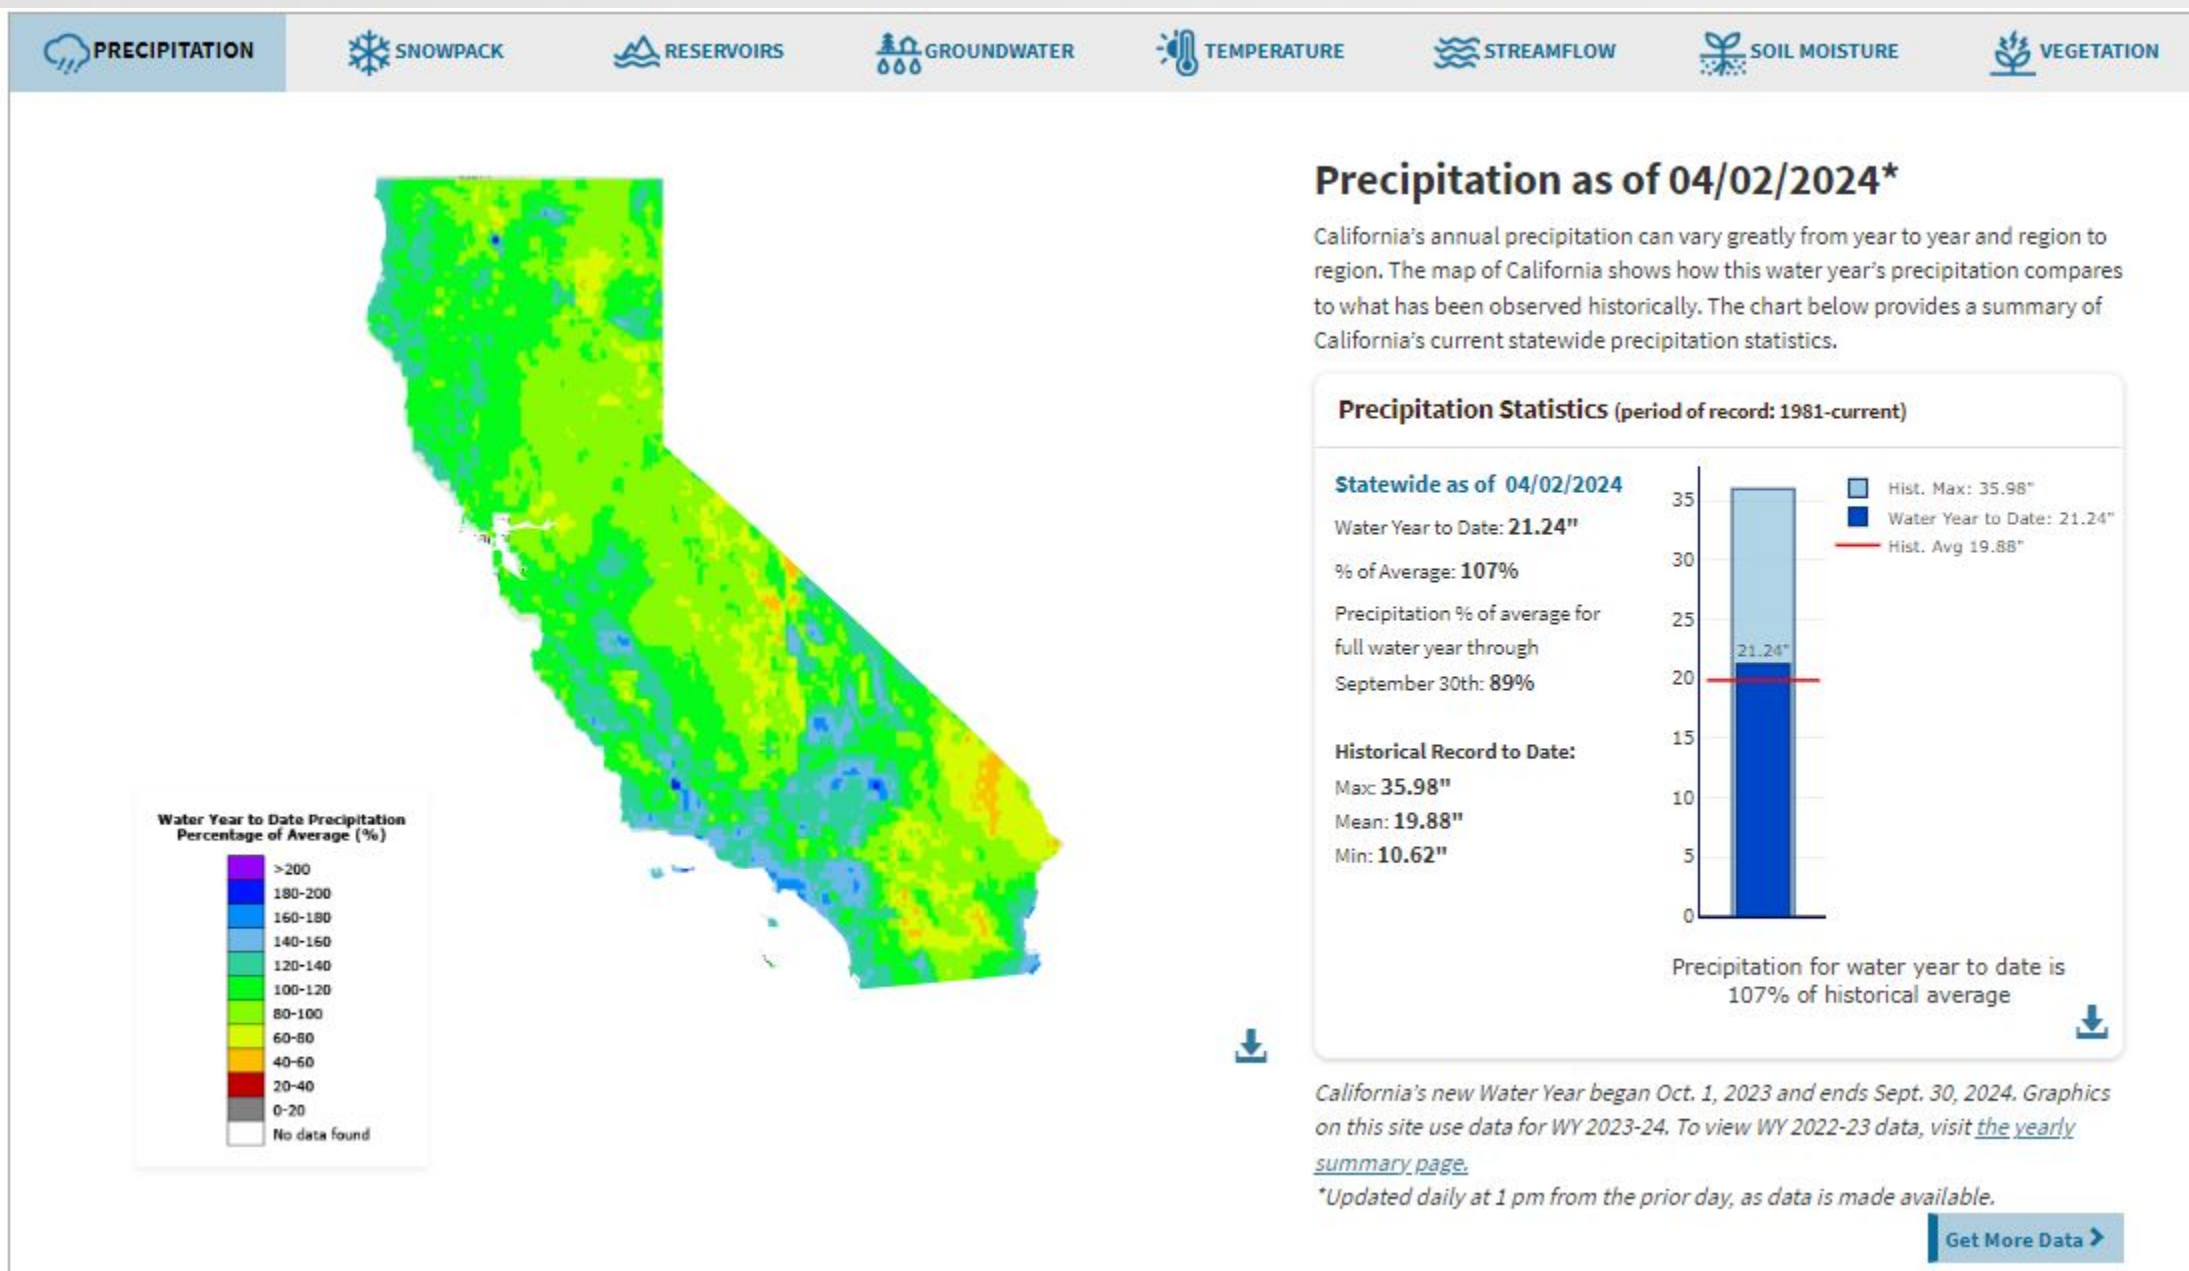 PRECIPITATION
SNOWPACK
RESERVOIRS
GROUNDWATER
TEMPERATURE
STREAMFLOW
SOIL MOISTURE
VEGETATION
Water Year to Date Precipitation
Percentage of Average (%)
>200
180-200
160-180
140-160
120-140
100-120
80-100
60-80
40-60
20-40
0-20
No data found
Precipitation as of 04/02/2024*
California's annual precipitation can vary greatly from year to year and region to
region. The map of California shows how this water year's precipitation compares
to what has been observed historically. The chart below provides a summary of
California's current statewide precipitation statistics.
Precipitation Statistics (period of record: 1981-current)
Statewide as of 04/02/2024
Water Year to Date: 21.24"
% of Average: 107%
Precipitation % of average for
full water year through
September 30th: 89%
Historical Record to Date:
Max: 35.98"
Mean: 19.88"
Min: 10.62"
35
30
25
20
15
10
5
0
21.24"
Hist. Max: 35.98"
Water Year to Date: 21.24"
Hist. Avg 19.88"
Precipitation for water year to date is
107% of historical average
California's new Water Year began Oct. 1, 2023 and ends Sept. 30, 2024. Graphics
on this site use data for WY 2023-24. To view WY 2022-23 data, visit the yearly
summary page.
*Updated daily at 1 pm from the prior day, as data is made available.
Get More Data